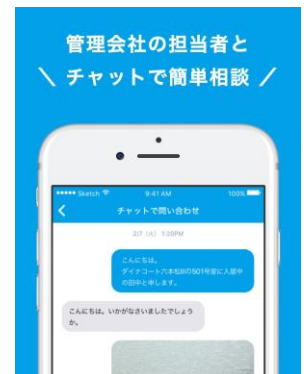 管理会社の担当者と
\ チャットで簡単相談 /
Sketch 9:41 AM 100%
チャットで問い合わせ
2/7 (火) 1:20PM
こんにちは。
ダイナコート六本松Ⅲの501号室に入居中
の田中と申します。
こんにちは。いかがなさいましたでしょう
か。